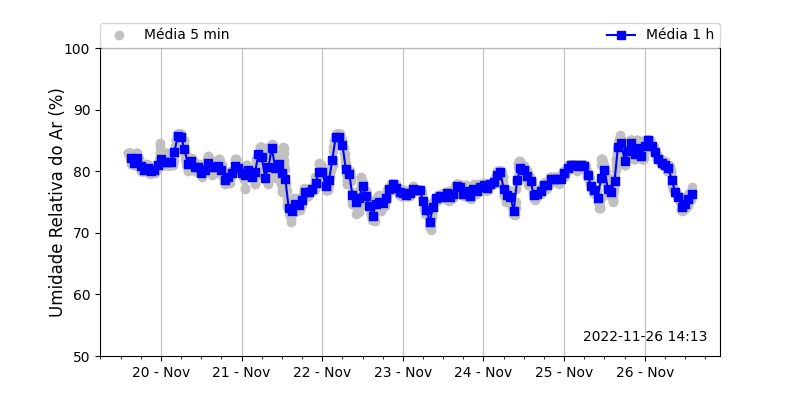 Média 5 min
Média 1 h
Umidade Relativa do Ar (%)
100
90
80
70
60
50
2022-11-26 14:13
20 - Nov
21 - Nov
22 - Nov
23 - Nov
24 - Nov
25 - Nov
26 - Nov